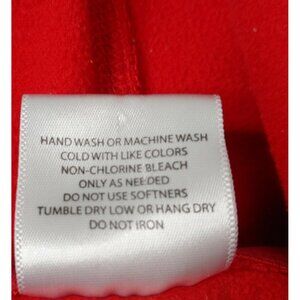 HAND WASH OR MACHINE WASH
COLD WITH LIKE COLORS
NON-CHLORINE BLEACH
ONLY AS NEEDED
DO NOT USE SOFTNERS
TUMBLE DRY LOW OR HANG DRY
DO NOT IRON